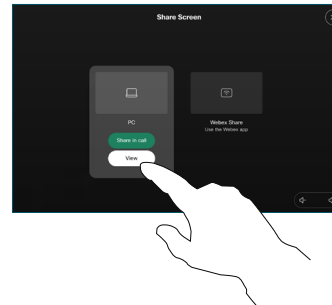 Share Screen
PC
Share in call
View
Webex Share
Use the Webex app